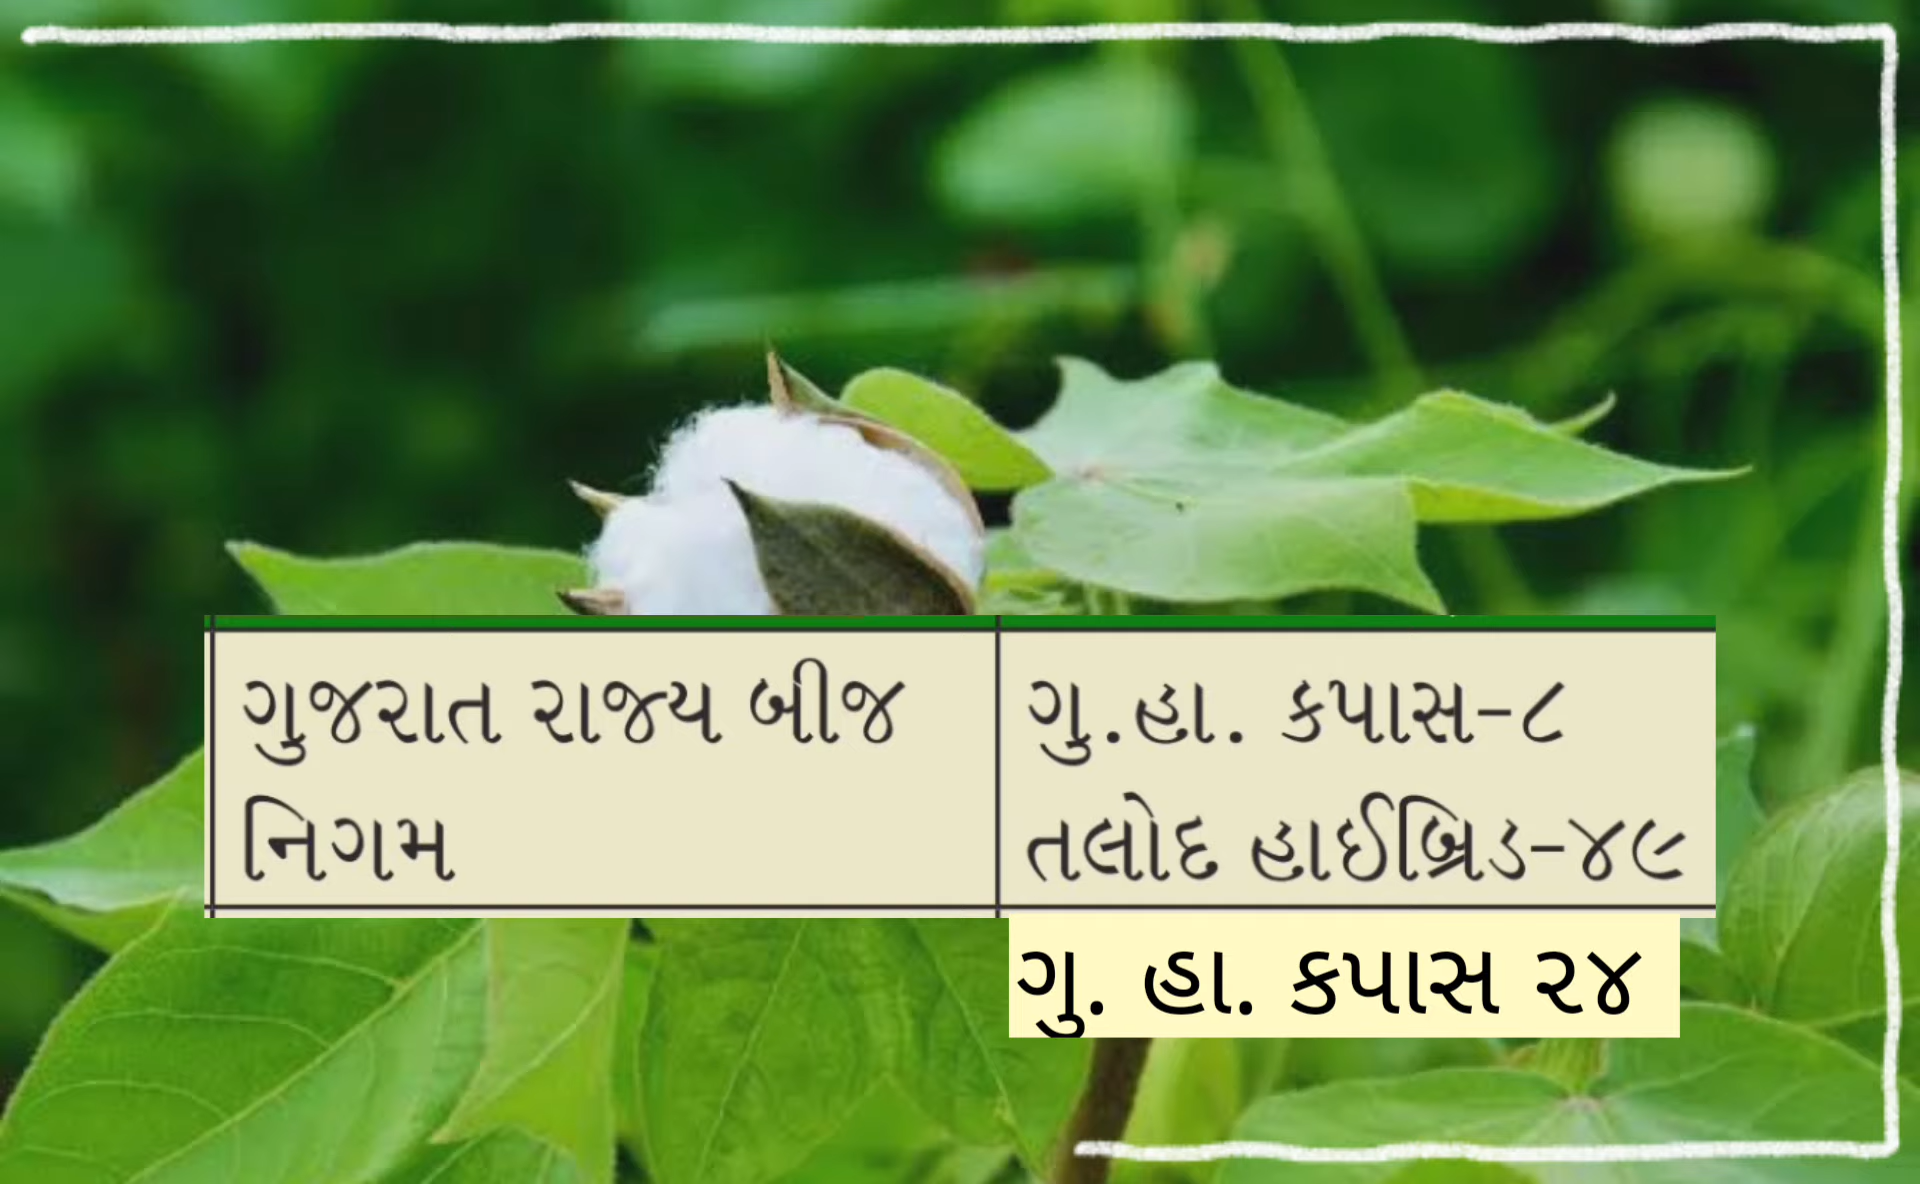 ગુજરાત રાજ્ય બીજ
નિગમ
ગુ.હા. કપાસ-૮
તલોદ હાઈબ્રિડ-૪૯
ગુ. હા. કપાસ ૨૪